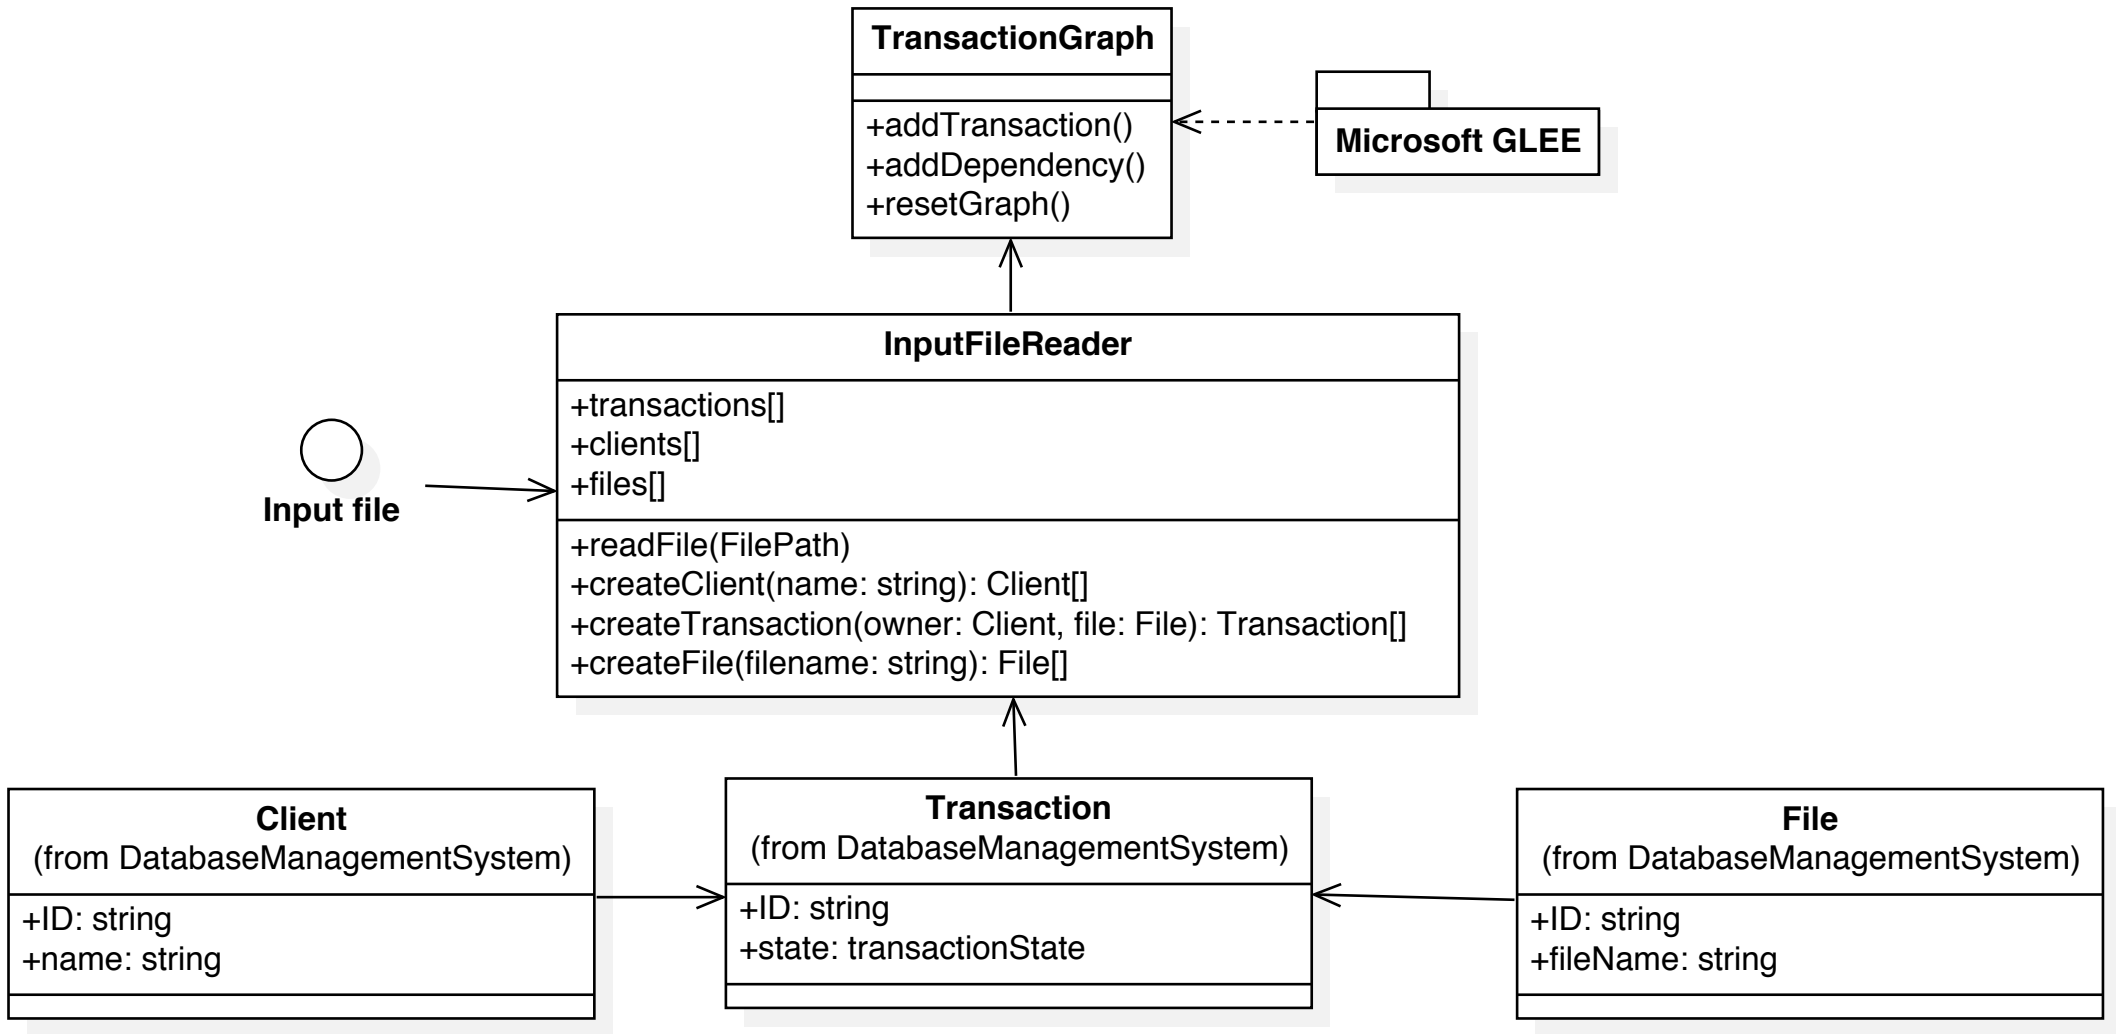 TransactionGraph
+addTransaction()
+addDependency()
+resetGraph()
Microsoft GLEE
InputFileReader
+transactions[]
+clients[]
+files[]
Input file
+readFile(FilePath)
+createClient(name: string): Client[]
+createTransaction(owner: Client, file: File): Transaction[]
+createFile(filename: string): File[]
Client
(from DatabaseManagementSystem)
+ID: string
+name: string
Transaction
(from DatabaseManagementSystem)
+ID: string
+state: transactionState
File
(from DatabaseManagementSystem)
+ID: string
+fileName: string